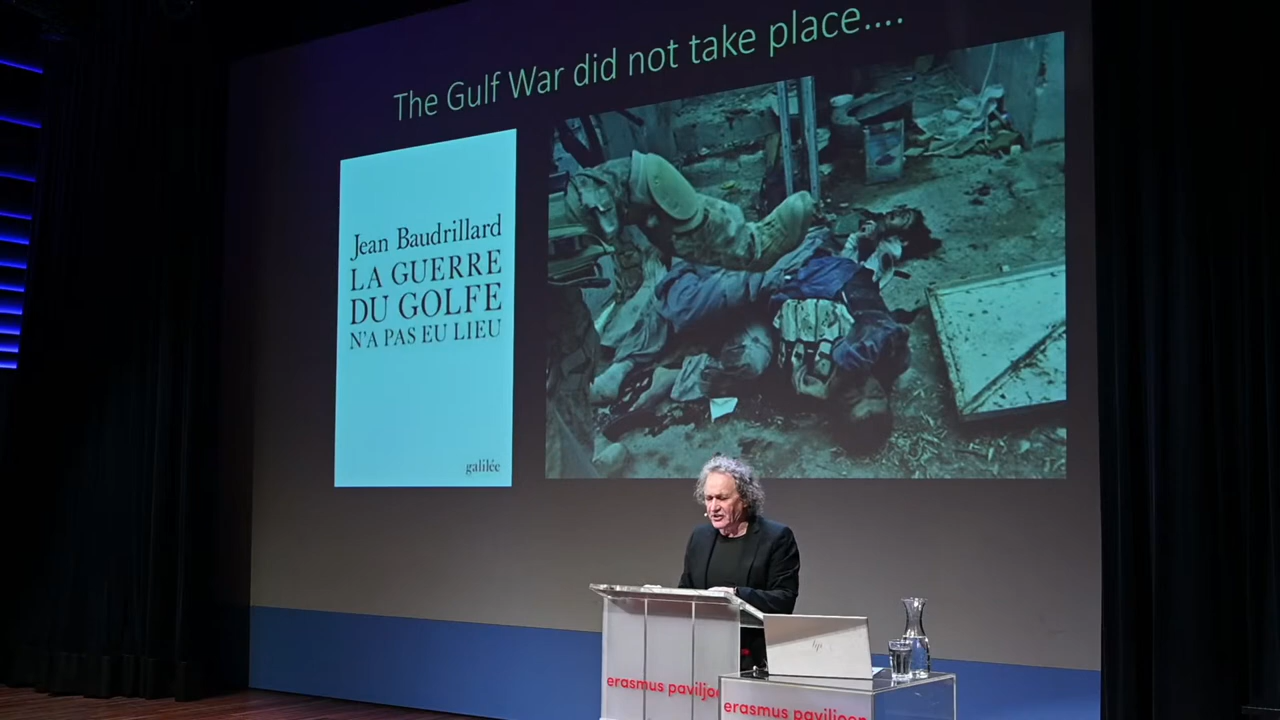 The Gulf War did not take place....
Jean Baudrillard
LA GUERRE
DU GOLFE
N'A PAS EU LIEU
galilée
erasmus paviljo
erasmus paviljoen
hp